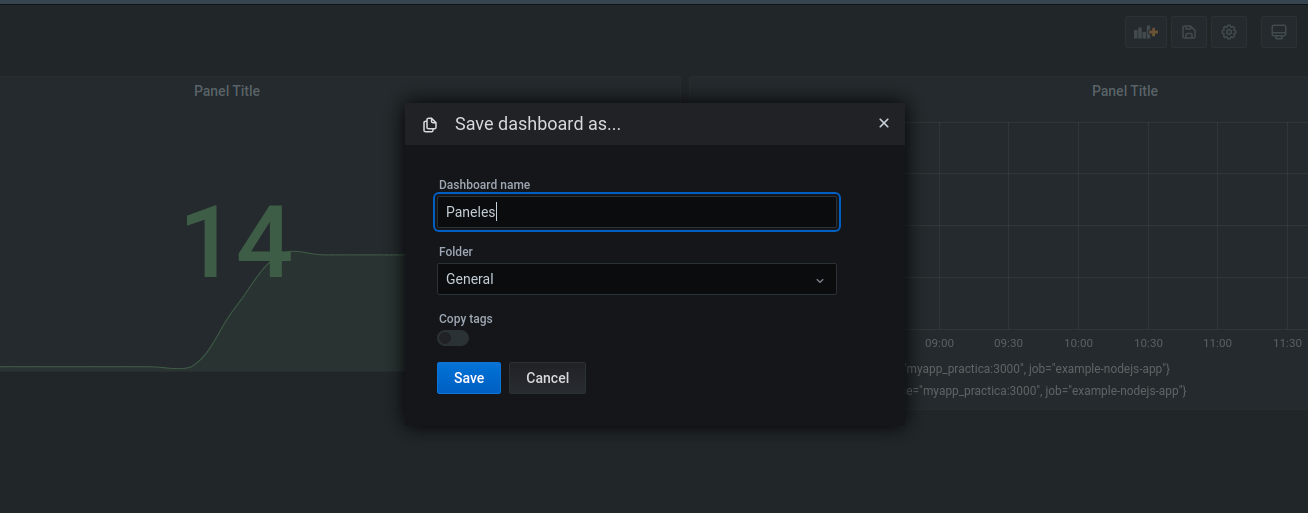 Panel Title
Panel Title
Save dashboard as...
Dashboard name
Paneles
14
Folder
General
Copy tags
09:00 09:30 10:00 10:30 11:00 11:30
myapp_practica:3000", job="example-nodejs-app"}
e="myapp_practica:3000", job="example-nodejs-app"}
Save
Cancel